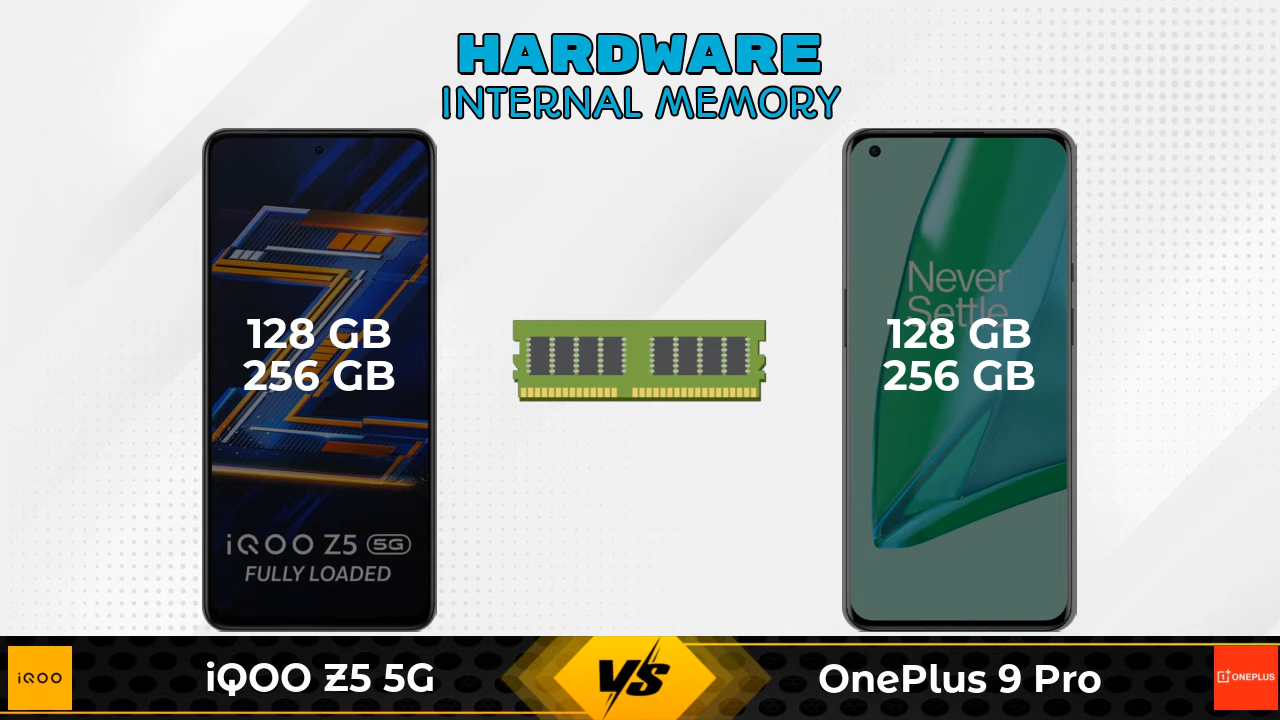 HARDWARE
INTERNAL MEMORY
128 GB
256 GB
iQOO Z5 5G
FULLY LOADED
Never
Settle
128 GB
256 GB
iQOO
iQOO Z5 5G
VS
OnePlus 9 Pro
1+ ONEPLUS